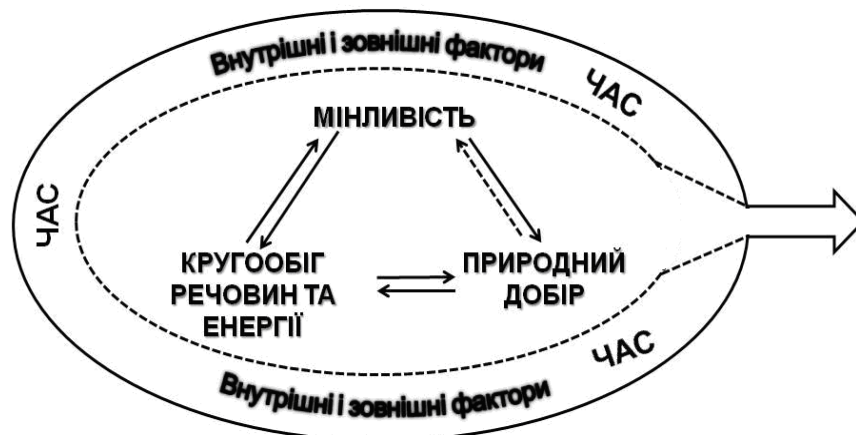 Внутрішні і зовнішні фактори
ЧАС
МІНЛИВІСТЬ
ЧАС
КРУГООБІГ
РЕЧОВИН ТА
ЕНЕРГІЇ
ПРИРОДНИЙ
ДОБІР
ЧАС
Внутрішні і зовнішні фактори